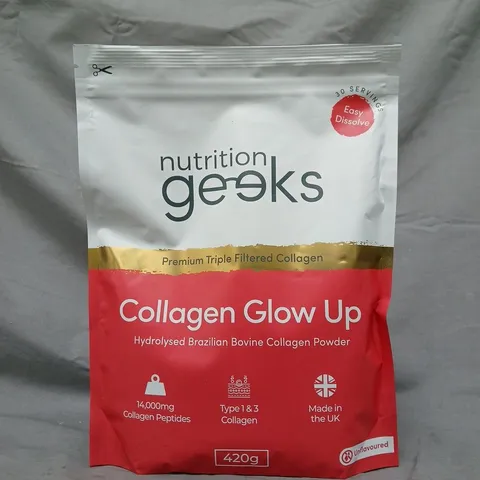 30 SERVINGS
Easy
Dissolve
nutrition
geeks
Premium Triple Filtered Collagen
Collagen Glow Up
Hydrolysed Brazilian Bovine Collagen Powder
14,000mg
Collagen Peptides
Type 1 & 3
Collagen
Made in
the UK
420g
Unflavoured